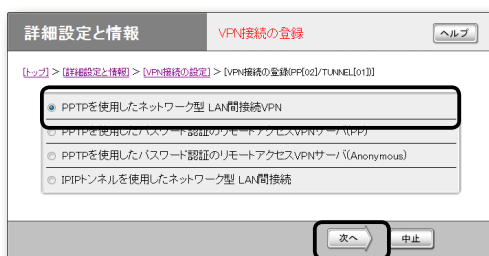 詳細設定と情報
VPN接続の登録
ヘルプ
[トップ] > [詳細設定と情報] > [VPN接続の設定] > [VPN接続の登録(PP[02]/TUNNEL[01])]
PPTPを使用したネットワーク型 LAN間接続VPN
PPTPを使用したパスワード認証のリモートアクセスVPNサーバ(PP)
PPTPを使用したパスワード認証のリモートアクセスVPNサーバ(Anonymous)
IPIPトンネルを使用したネットワーク型 LAN間接続
次へ
中止